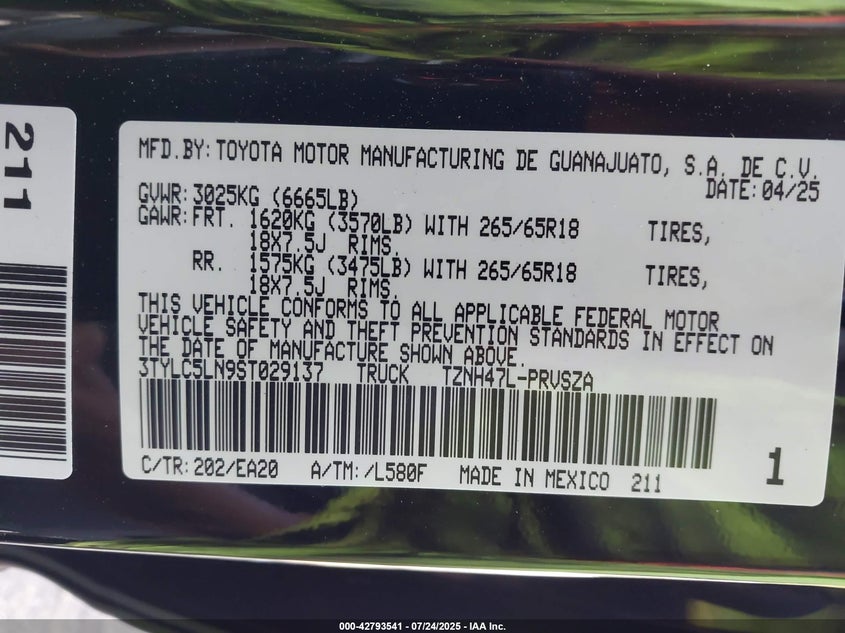 211
MFD.BY: TOYOTA MOTOR MANUFACTURING DE GUANAJUATO, S.A. DE C.V.
DATE: 04/25
GVWR: 3025KG (6665LB)
GAWR: FRT. 1620KG (3570LB) WITH 265/65R18 TIRES,
18X7.5J RIMS,
RR. 1575KG (3475LB) WITH 265/65R18 TIRES,
18X7.5J RIMS,
THIS VEHICLE CONFORMS TO ALL APPLICABLE FEDERAL MOTOR
VEHICLE SAFETY AND THEFT PREVENTION STANDARDS IN EFFECT ON
THE DATE OF MANUFACTURE SHOWN ABOVE.
3TYLC5LN9ST029137 TRUCK TZNH47L-PRVSZA
C/TR: 202/EA20 A/TM: /L580F MADE IN MEXICO 211
1
000-42793541 - 07/24/2025 - IAA Inc.